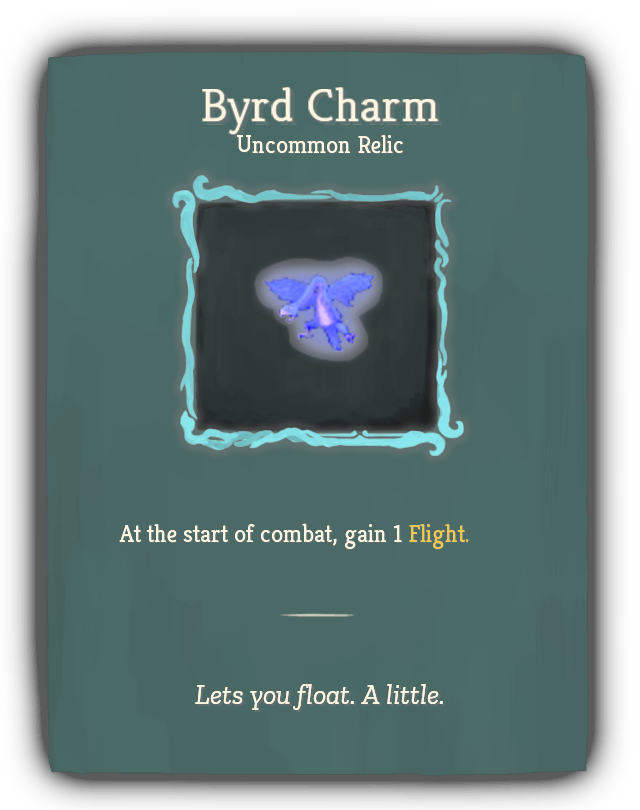 Byrd Charm
Uncommon Relic
At the start of combat, gain 1 Flight.
Lets you float. A little.